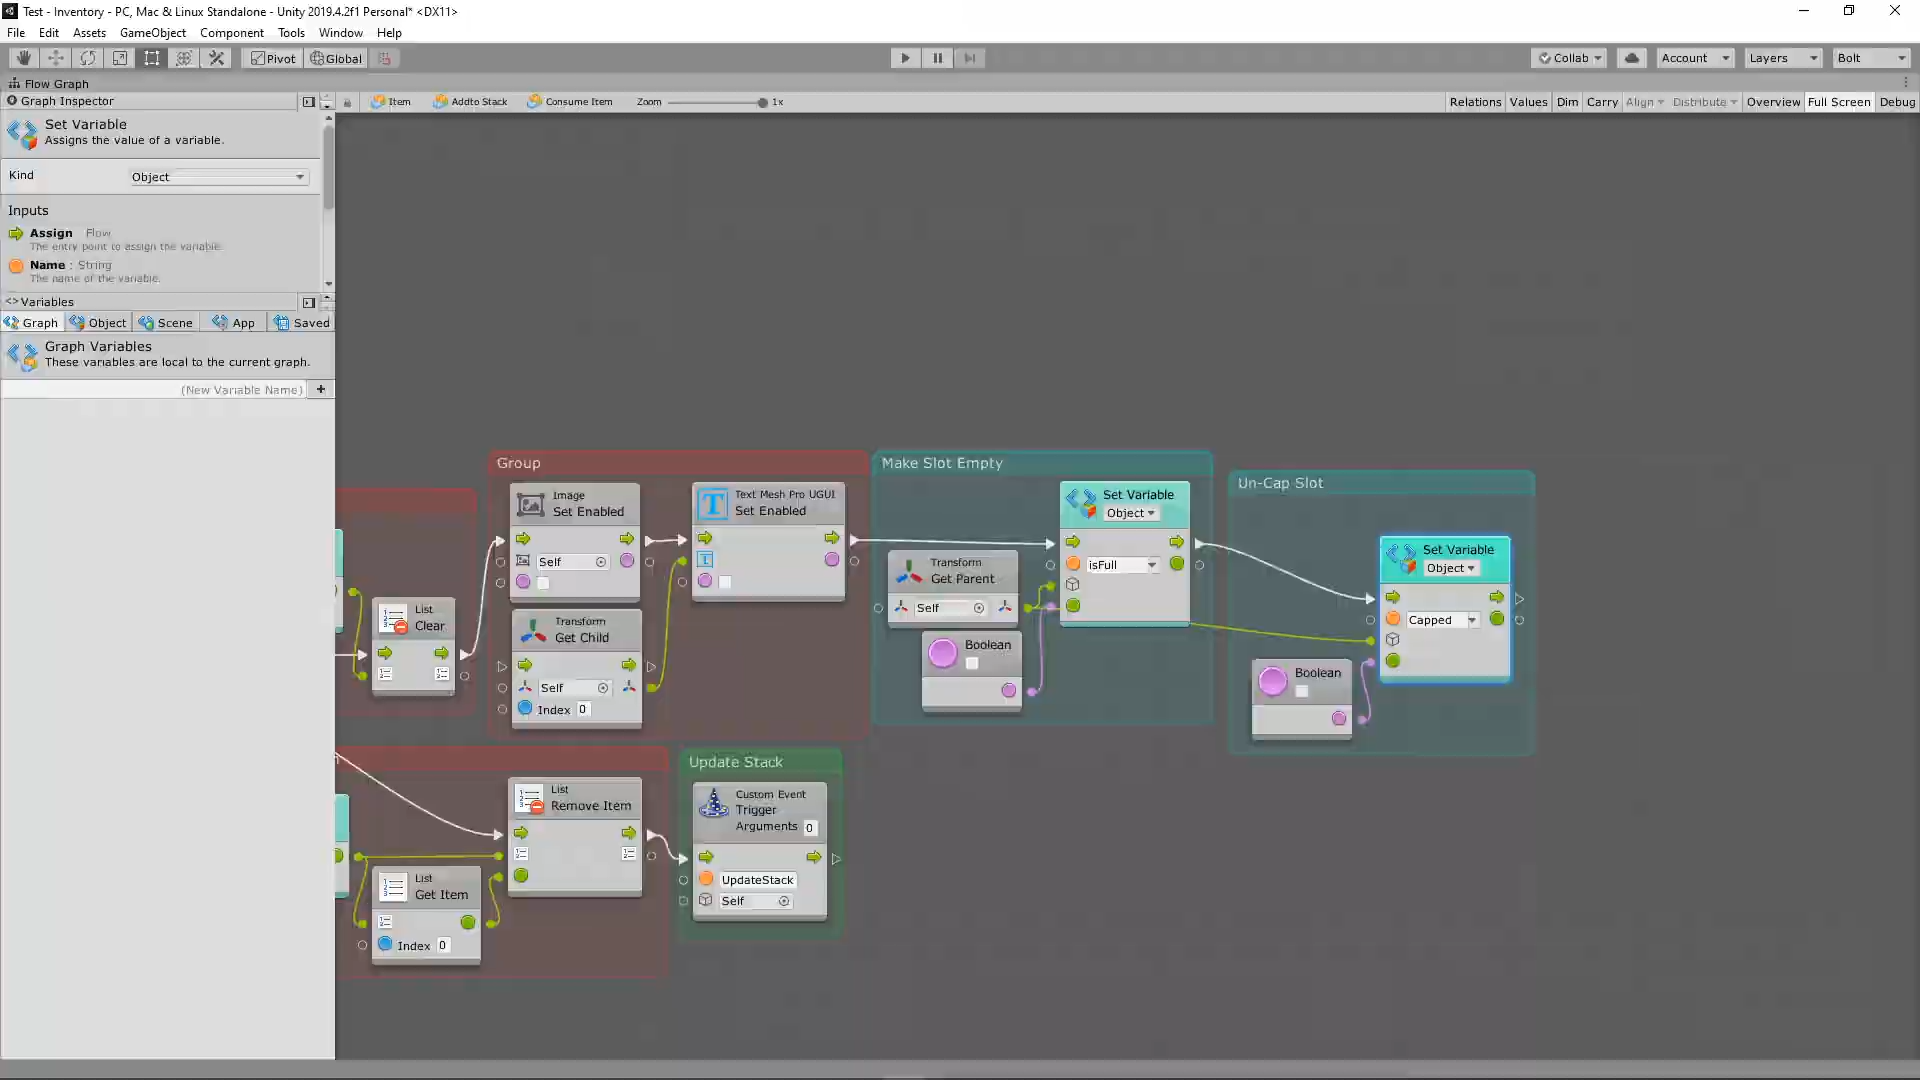 Test - Inventory - PC, Mac & Linux Standalone - Unity 2019.4.2f1 Personal* <DX11>
File Edit Assets GameObject Component Tools Window Help
Pivot Global Collab Account Layers Bolt
Flow Graph
Graph Inspector
Item Addto Stack Consume Item Zoom 1x Relations Values Dim Carry Align Distribute Overview Full Screen Debug
Set Variable
Assigns the value of a variable.
Kind Object
Inputs
Assign Flow
The entry point to assign the variable.
Name : String
The name of the variable.
<> Variables
Graph Object Scene App Saved
Graph Variables
These variables are local to the current graph.
(New Variable Name) +
Group
Image
Set Enabled
Self
Text Mesh Pro UGUI
Set Enabled
Transform
Get Child
Self
Index 0
List
Clear
Make Slot Empty
Set Variable
Object
isFull
Transform
Get Parent
Self
Boolean
Un-Cap Slot
Set Variable
Object
Capped
Boolean
List
Remove Item
List
Get Item
Index 0
Update Stack
Custom Event
Trigger
Arguments 0
UpdateStack
Self